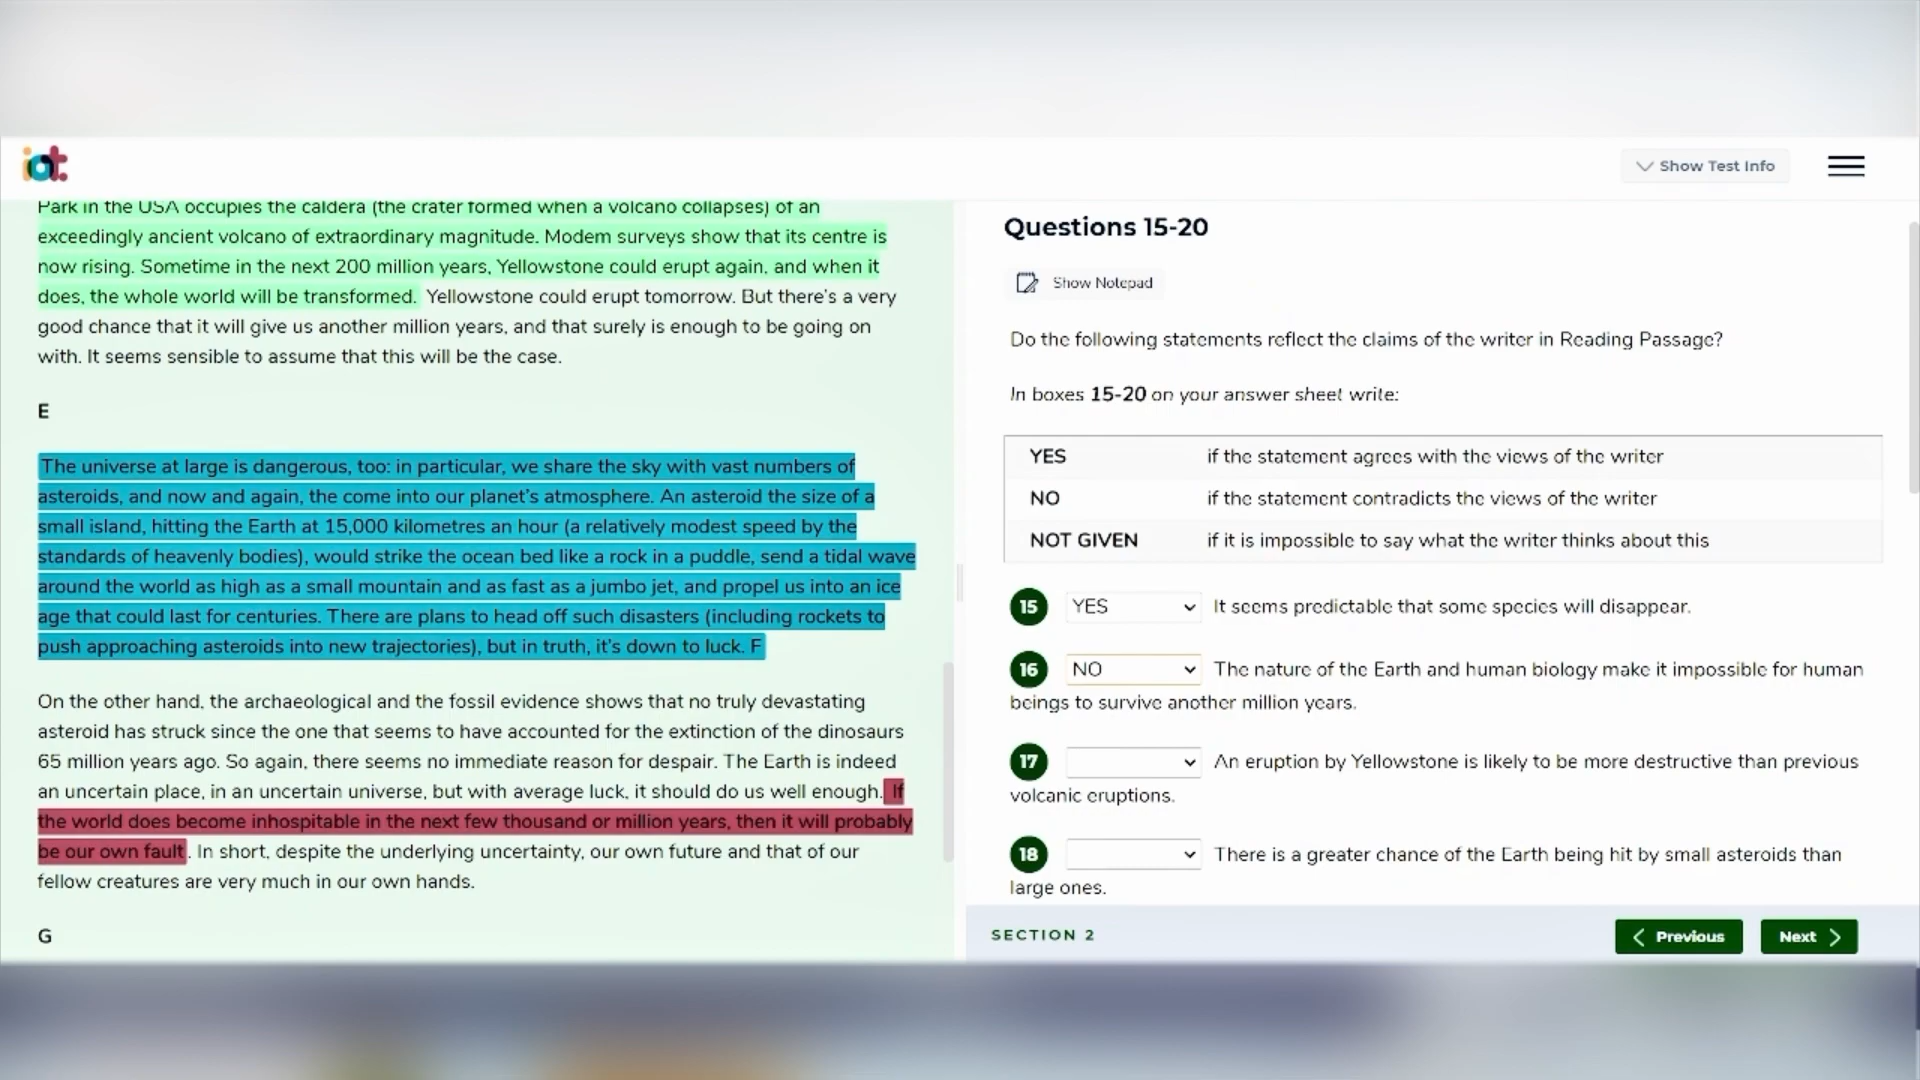 iot.
Show Test Info
Park in the USA occupies the caldera (the crater formed when a volcano collapses) of an
exceedingly ancient volcano of extraordinary magnitude. Modem surveys show that its centre is
now rising. Sometime in the next 200 million years, Yellowstone could erupt again, and when it
does, the whole world will be transformed. Yellowstone could erupt tomorrow. But there's a very
good chance that it will give us another million years, and that surely is enough to be going on
with. It seems sensible to assume that this will be the case.
E
The universe at large is dangerous, too: in particular, we share the sky with vast numbers of
asteroids, and now and again, the come into our planet's atmosphere. An asteroid the size of a
small island, hitting the Earth at 15,000 kilometres an hour (a relatively modest speed by the
standards of heavenly bodies), would strike the ocean bed like a rock in a puddle, send a tidal wave
around the world as high as a small mountain and as fast as a jumbo jet, and propel us into an ice
age that could last for centuries. There are plans to head off such disasters (including rockets to
push approaching asteroids into new trajectories), but in truth, it's down to luck. F
On the other hand, the archaeological and the fossil evidence shows that no truly devastating
asteroid has struck since the one that seems to have accounted for the extinction of the dinosaurs
65 million years ago. So again, there seems no immediate reason for despair. The Earth is indeed
an uncertain place, in an uncertain universe, but with average luck, it should do us well enough. If
the world does become inhospitable in the next few thousand or million years, then it will probably
be our own fault. In short, despite the underlying uncertainty, our own future and that of our
fellow creatures are very much in our own hands.
G
Questions 15-20
Show Notepad
Do the following statements reflect the claims of the writer in Reading Passage?
In boxes 15-20 on your answer sheet write:
YES if the statement agrees with the views of the writer
NO if the statement contradicts the views of the writer
NOT GIVEN if it is impossible to say what the writer thinks about this
15 YES It seems predictable that some species will disappear.
16 NO The nature of the Earth and human biology make it impossible for human
beings to survive another million years.
17 An eruption by Yellowstone is likely to be more destructive than previous
volcanic eruptions.
18 There is a greater chance of the Earth being hit by small asteroids than
large ones.
SECTION 2
Previous
Next